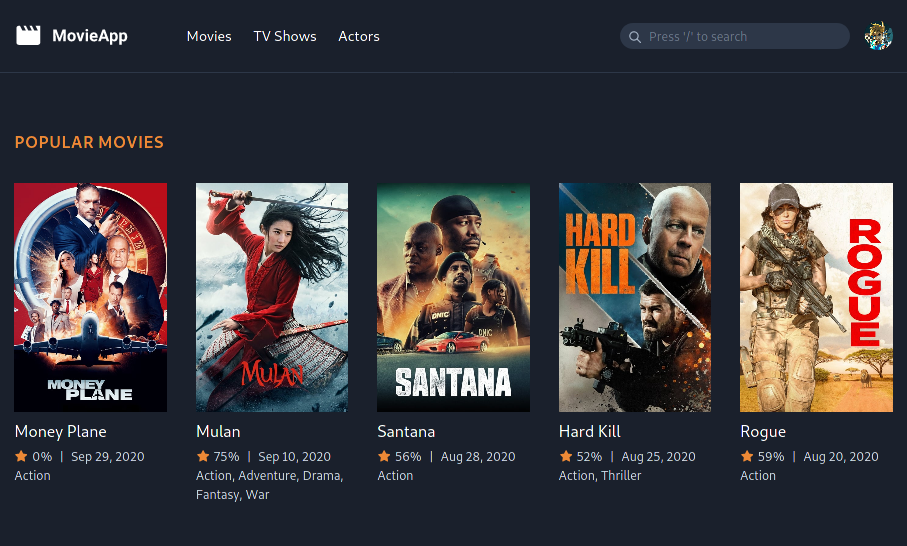 MovieApp Movies TV Shows Actors Press '/' to search
POPULAR MOVIES
MONEY
PLANE
MULAN
DNIC
DNIC
SANTANA
HARD
KILL
ROGUE
Money Plane
0% | Sep 29, 2020
Action
Mulan
75% | Sep 10, 2020
Action, Adventure, Drama,
Fantasy, War
Santana
56% | Aug 28, 2020
Action
Hard Kill
52% | Aug 25, 2020
Action, Thriller
Rogue
59% | Aug 20, 2020
Action